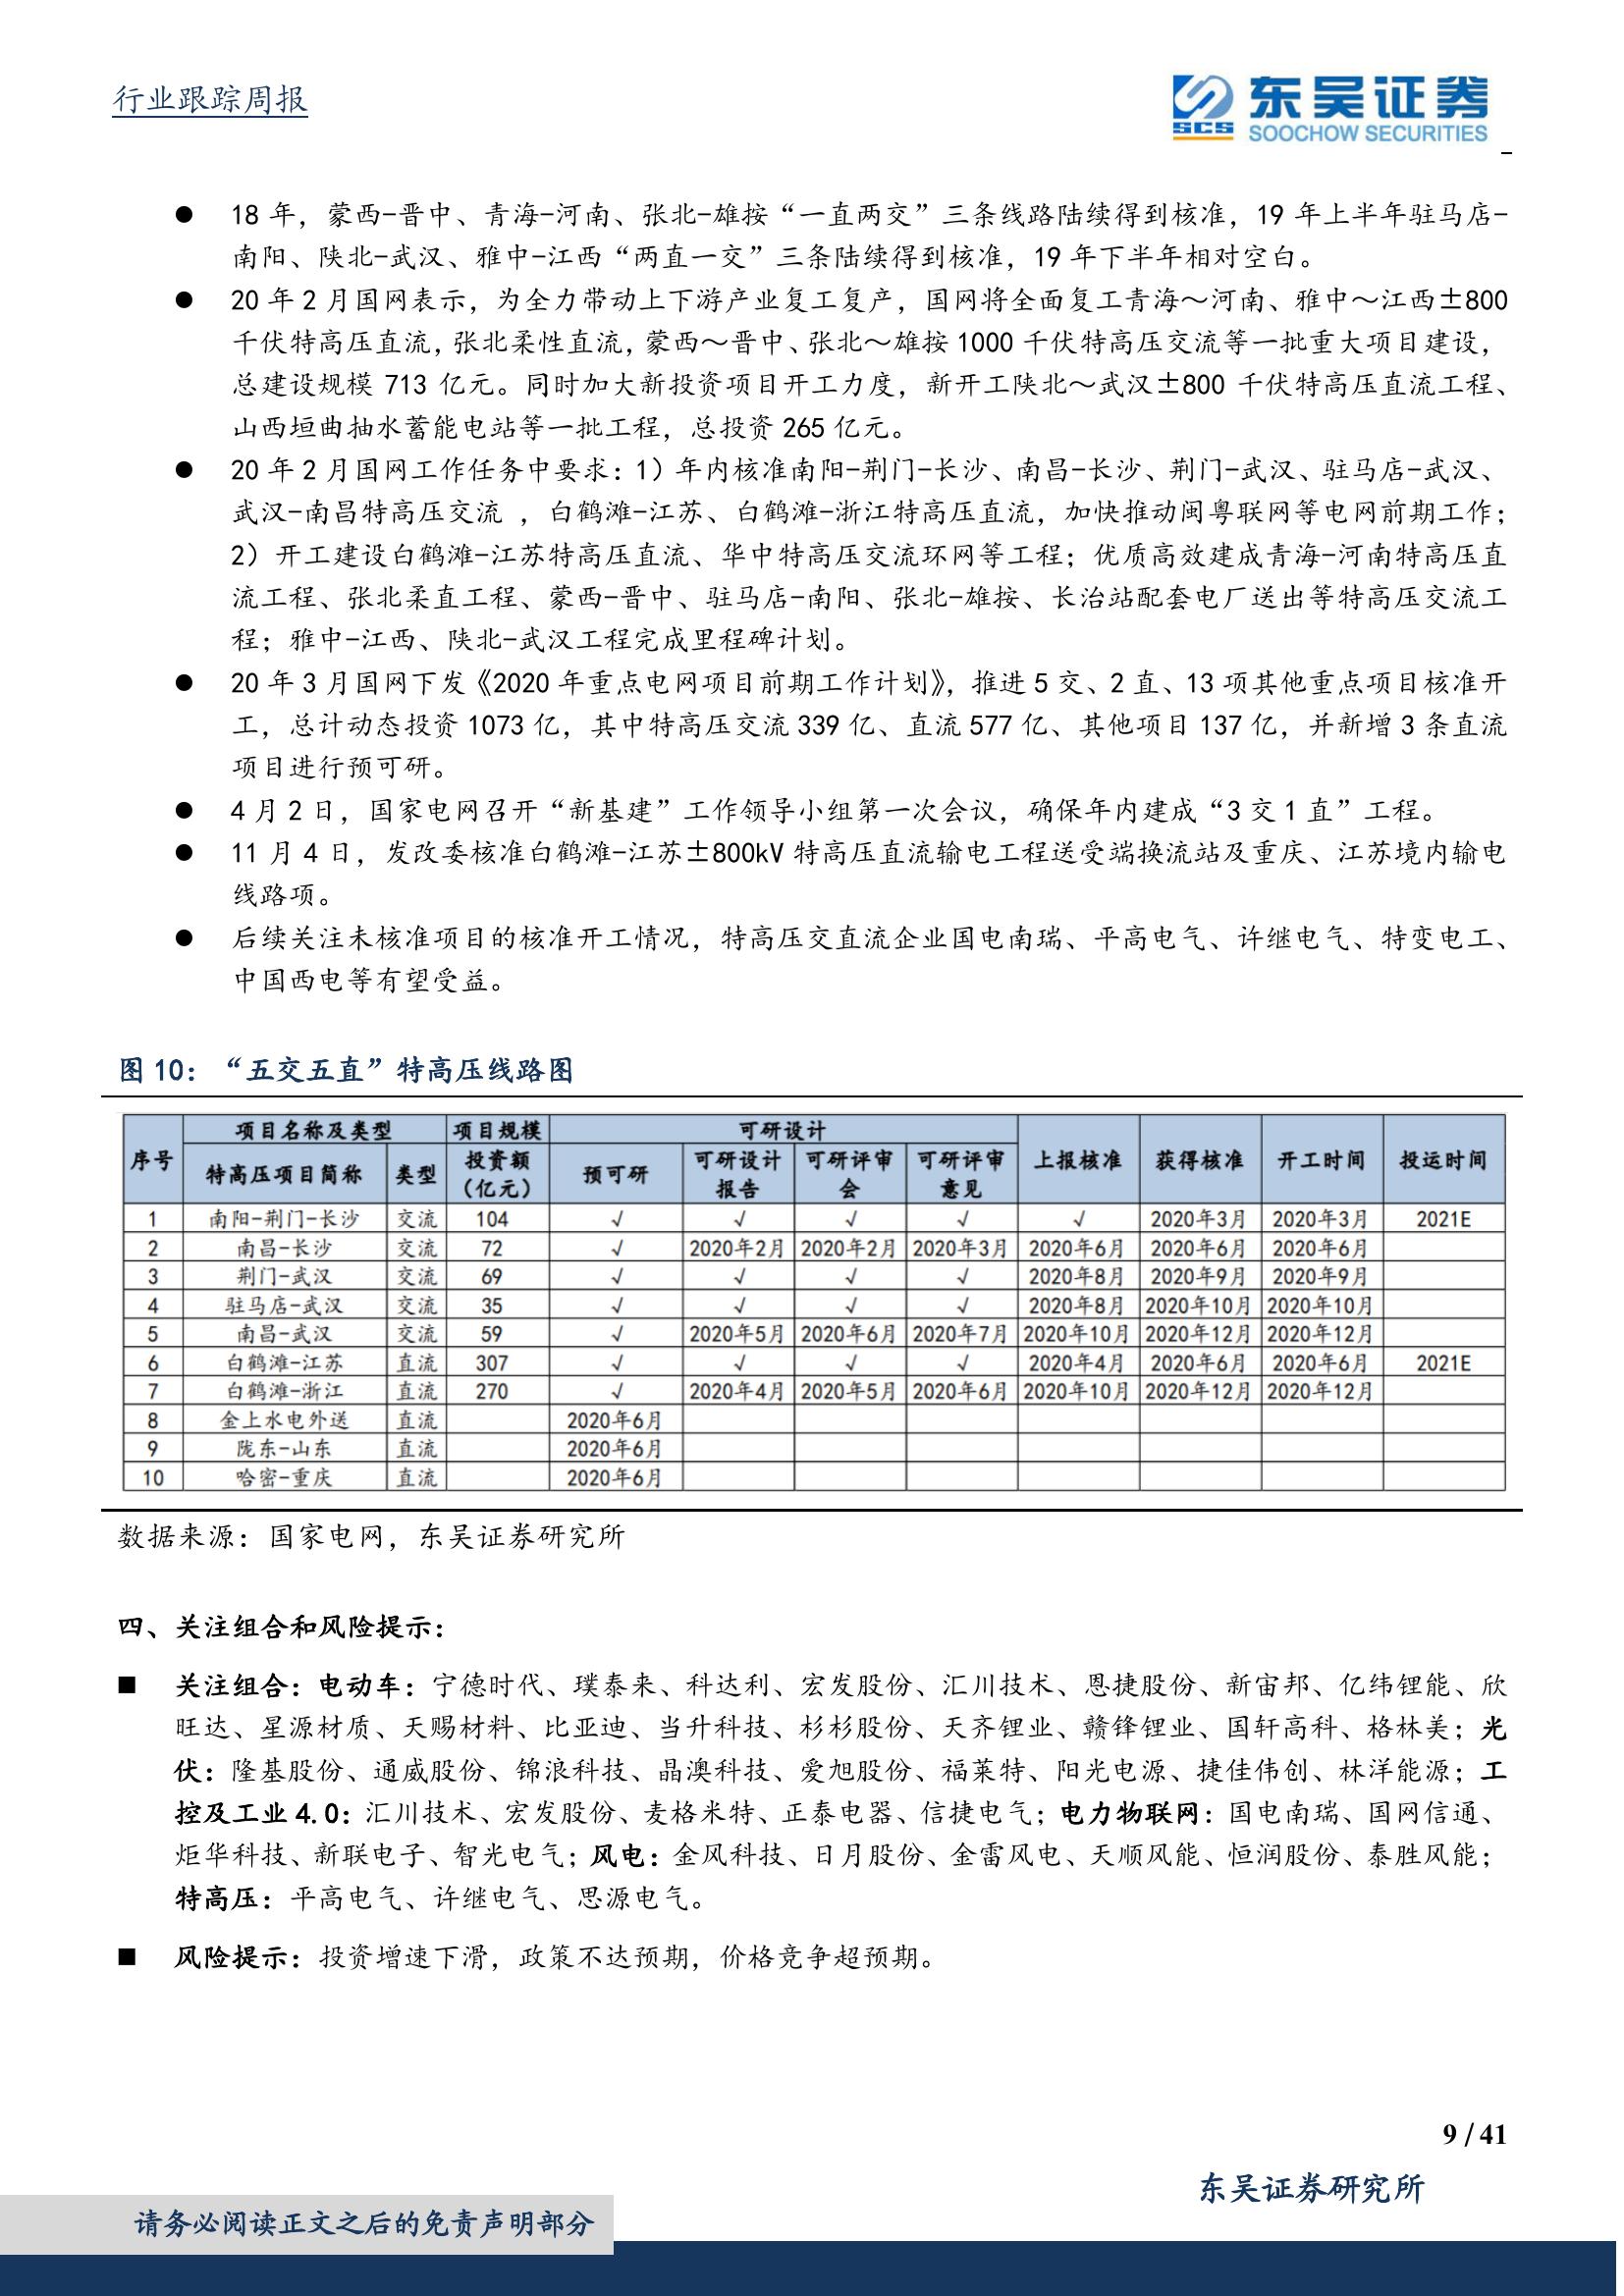 行业跟踪周报
东吴证券
SCS
SOOCHOW SECURITIES
● 18 年，蒙西-晋中、青海-河南、张北-雄按“一直两交”三条线路陆续得到核准，19 年上半年驻马店-
南阳、陕北-武汉、雅中-江西“两直一交”三条陆续得到核准，19 年下半年相对空白。
● 20 年 2 月国网表示，为全力带动上下游产业复工复产，国网将全面复工青海～河南、雅中～江西±800
千伏特高压直流，张北柔性直流，蒙西～晋中、张北～雄按 1000 千伏特高压交流等一批重大项目建设，
总建设规模 713 亿元。同时加大新投资项目开工力度，新开工陕北～武汉±800 千伏特高压直流工程、
山西垣曲抽水蓄能电站等一批工程，总投资 265 亿元。
● 20 年 2 月国网工作任务中要求：1）年内核准南阳-荆门-长沙、南昌-长沙、荆门-武汉、驻马店-武汉、
武汉-南昌特高压交流 ，白鹤滩-江苏、白鹤滩-浙江特高压直流，加快推动闽粤联网等电网前期工作；
2）开工建设白鹤滩-江苏特高压直流、华中特高压交流环网等工程；优质高效建成青海-河南特高压直
流工程、张北柔直工程、蒙西-晋中、驻马店-南阳、张北-雄按、长治站配套电厂送出等特高压交流工
程；雅中-江西、陕北-武汉工程完成里程碑计划。
● 20 年 3 月国网下发《2020 年重点电网项目前期工作计划》，推进 5 交、2 直、13 项其他重点项目核准开
工，总计动态投资 1073 亿，其中特高压交流 339 亿、直流 577 亿、其他项目 137 亿，并新增 3 条直流
项目进行预可研。
● 4 月 2 日，国家电网召开“新基建”工作领导小组第一次会议，确保年内建成“3 交 1 直”工程。
● 11 月 4 日，发改委核准白鹤滩-江苏±800kV 特高压直流输电工程送受端换流站及重庆、江苏境内输电
线路项。
● 后续关注未核准项目的核准开工情况，特高压交直流企业国电南瑞、平高电气、许继电气、特变电工、
中国西电等有望受益。
图 10：“五交五直”特高压线路图
序号 项目名称及类型 项目规模 可研设计 上报核准 获得核准 开工时间 投运时间
特高压项目简称 类型 投资额（亿元） 预可研 可研设计报告 可研评审会 可研评审意见
1 南阳-荆门-长沙 交流 104 √ √ √ √ √ 2020年3月 2020年3月 2021E
2 南昌-长沙 交流 72 √ 2020年2月 2020年2月 2020年3月 2020年6月 2020年6月 2020年6月
3 荆门-武汉 交流 69 √ √ √ √ 2020年8月 2020年9月 2020年9月
4 驻马店-武汉 交流 35 √ √ √ √ 2020年8月 2020年10月 2020年10月
5 南昌-武汉 交流 59 √ 2020年5月 2020年6月 2020年7月 2020年10月 2020年12月 2020年12月
6 白鹤滩-江苏 直流 307 √ √ √ √ 2020年4月 2020年6月 2020年6月 2021E
7 白鹤滩-浙江 直流 270 √ 2020年4月 2020年5月 2020年6月 2020年10月 2020年12月 2020年12月
8 金上水电外送 直流 2020年6月
9 陇东-山东 直流 2020年6月
10 哈密-重庆 直流 2020年6月
数据来源：国家电网，东吴证券研究所
四、关注组合和风险提示：
■ 关注组合：电动车：宁德时代、璞泰来、科达利、宏发股份、汇川技术、恩捷股份、新宙邦、亿纬锂能、欣
旺达、星源材质、天赐材料、比亚迪、当升科技、杉杉股份、天齐锂业、赣锋锂业、国轩高科、格林美；光
伏：隆基股份、通威股份、锦浪科技、晶澳科技、爱旭股份、福莱特、阳光电源、捷佳伟创、林洋能源；工
控及工业 4.0：汇川技术、宏发股份、麦格米特、正泰电器、信捷电气；电力物联网：国电南瑞、国网信通、
炬华科技、新联电子、智光电气；风电：金风科技、日月股份、金雷风电、天顺风能、恒润股份、泰胜风能；
特高压：平高电气、许继电气、思源电气。
■ 风险提示：投资增速下滑，政策不达预期，价格竞争超预期。
9 / 41
东吴证券研究所
请务必阅读正文之后的免责声明部分